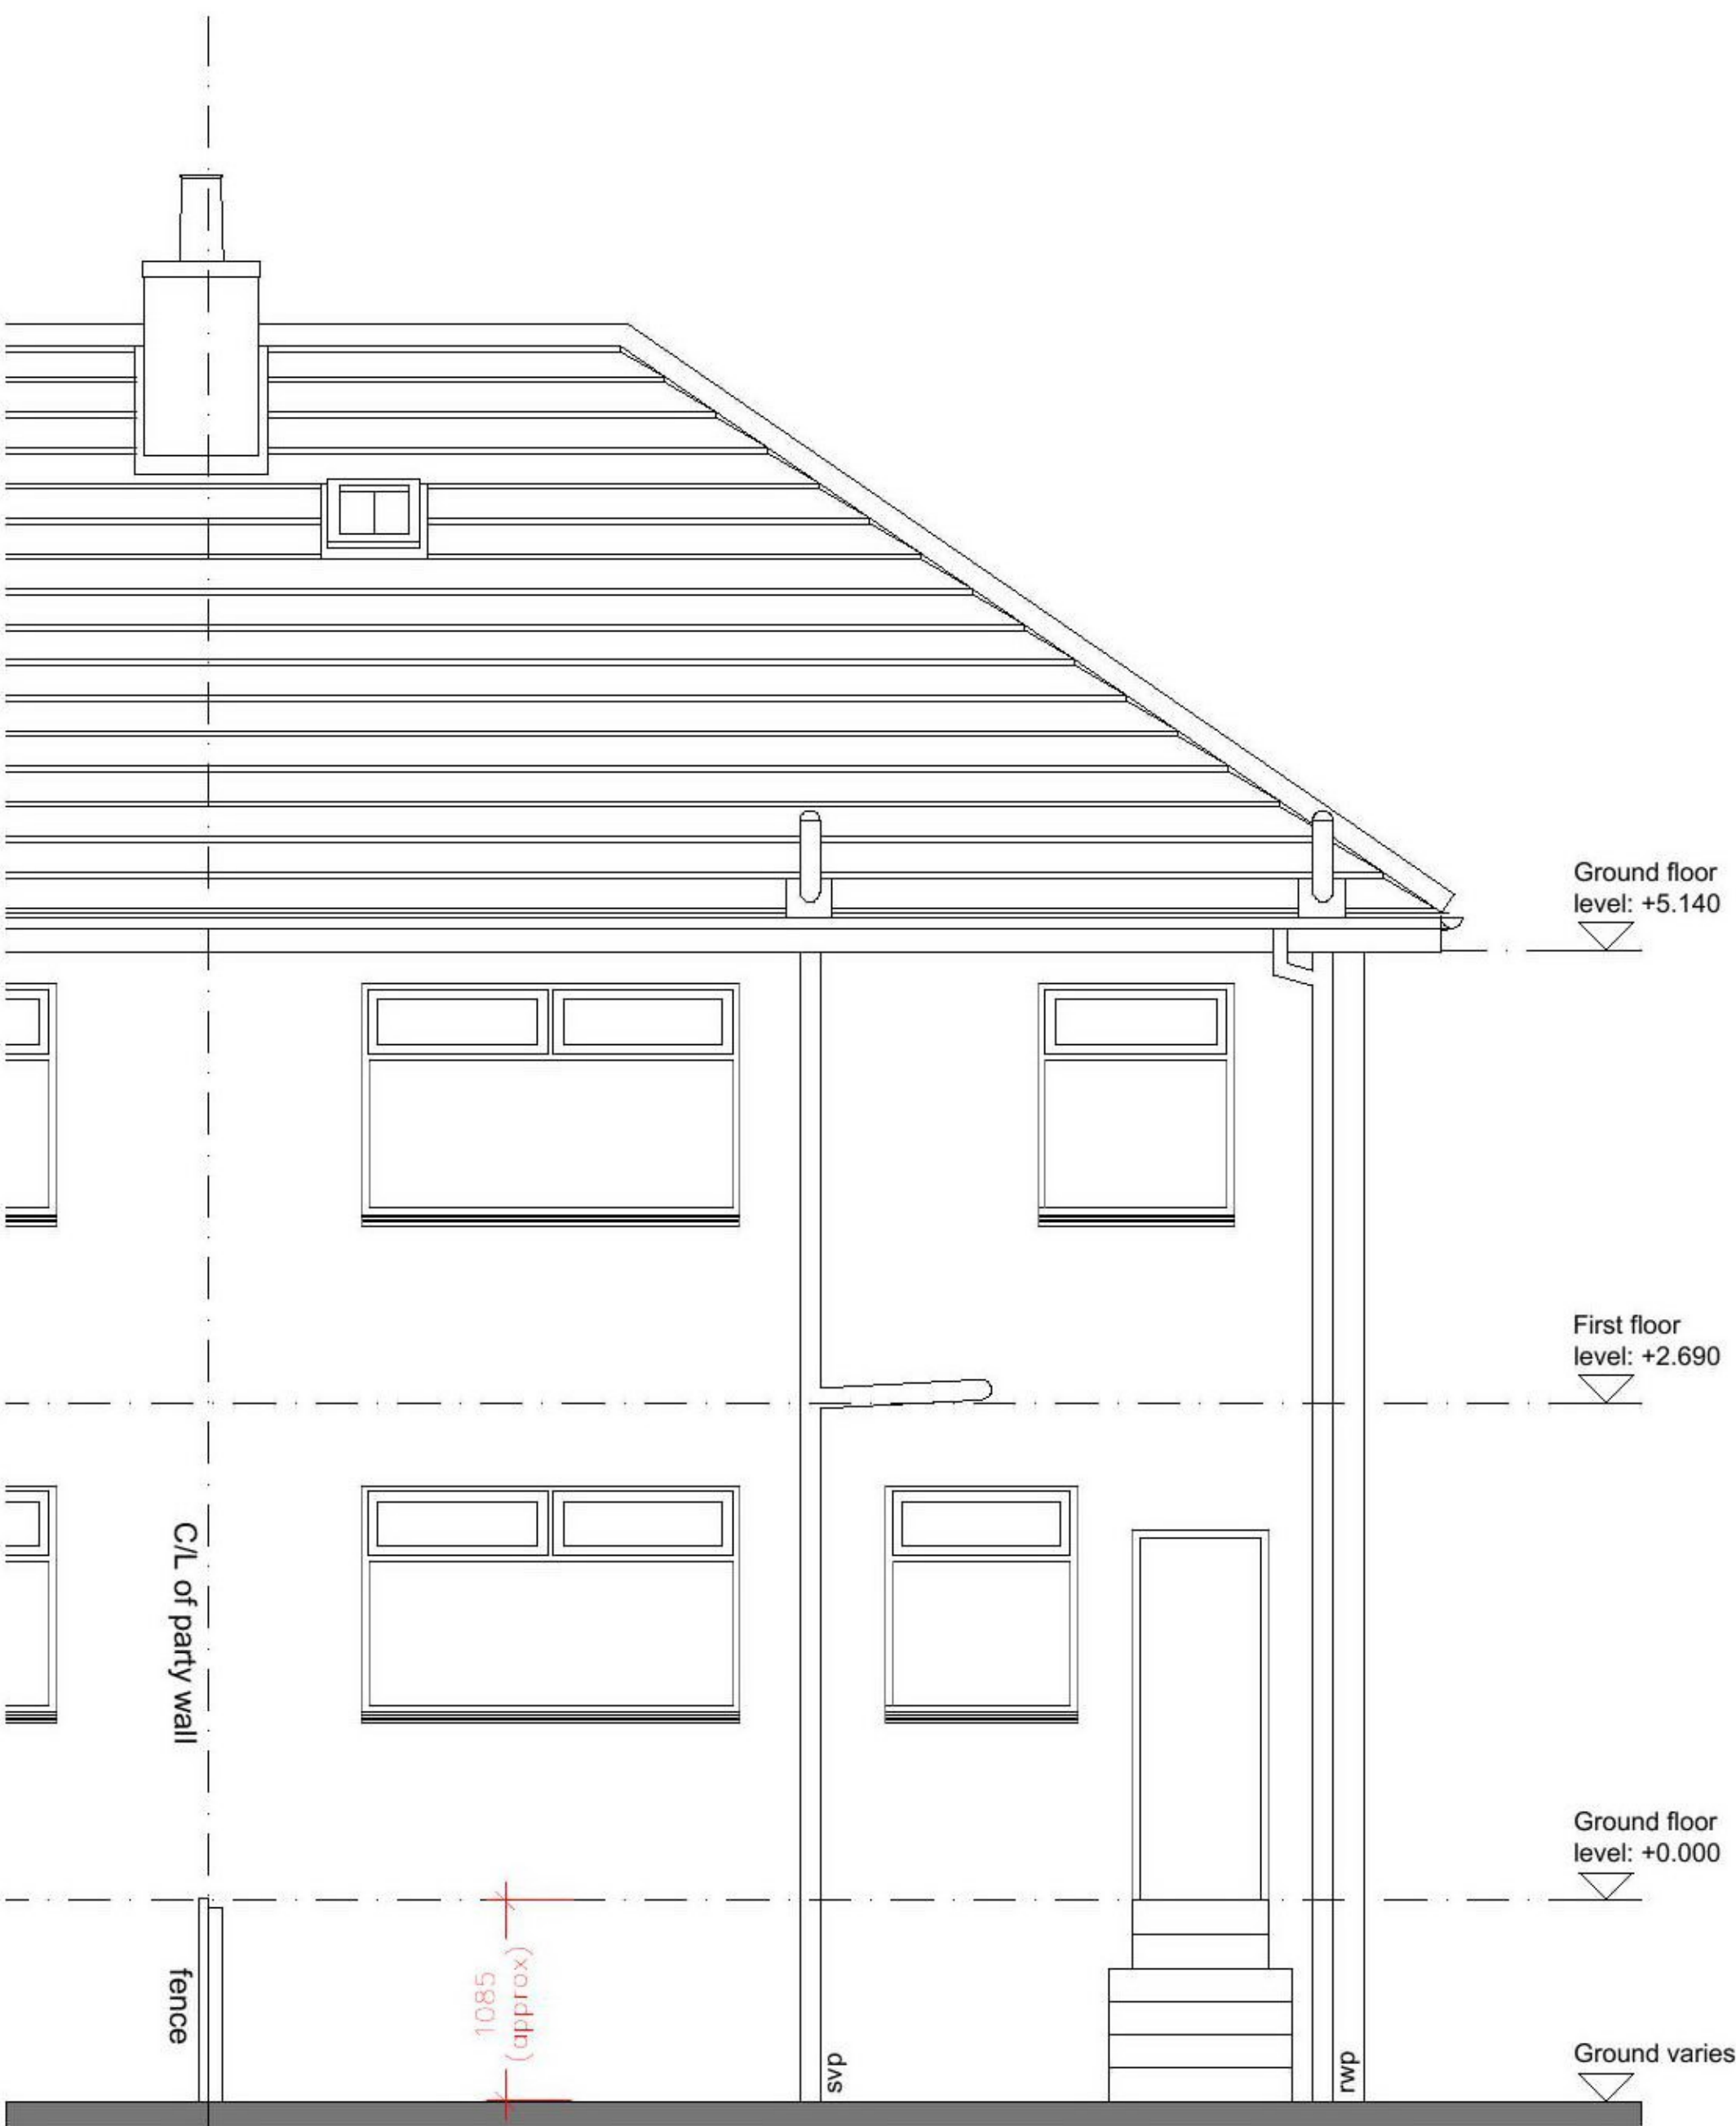 Ground floor
level: +5.140
First floor
level: +2.690
C/L of party wall
Ground floor
level: +0.000
fence
1085
(approx)
svp
rwp
Ground varies